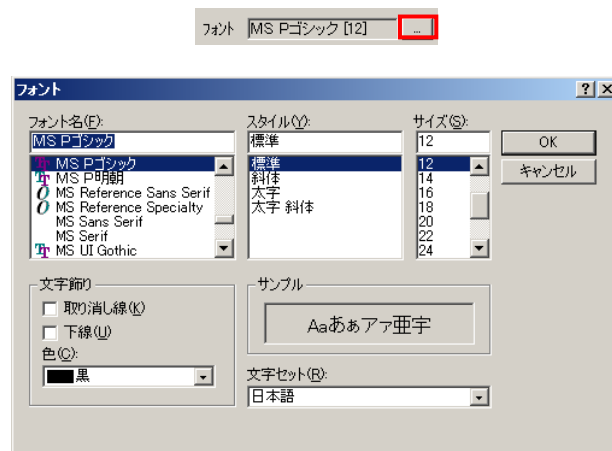 フォント MS Pゴシック [12] ...
フォント
フォント名(F): スタイル(Y): サイズ(S):
MS Pゴシック 標準 12 OK
MS Pゴシック 標準 12 キャンセル
MS P明朝 斜体 14
MS Reference Sans Serif 太字 16
MS Reference Specialty 太字 斜体 18
MS Sans Serif 20
MS Serif 22
MS UI Gothic 24
文字飾り サンプル
取り消し線(K) Aaあぁアァ亜宇
下線(U)
色(C): 文字セット(R):
黒 日本語